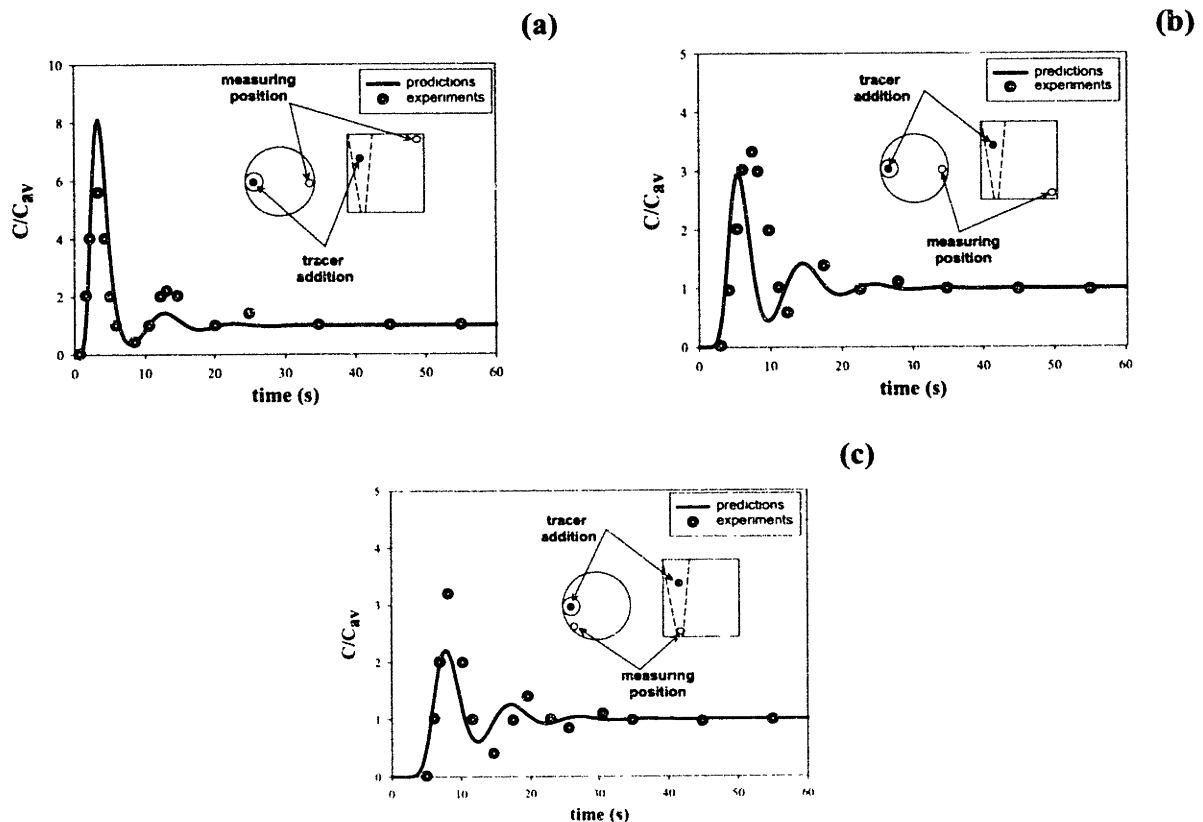 (a)
10
8
6
4
2
0
C/Cav
predictions
experiments
measuring
position
tracer
addition
0 10 20 30 40 50 60
time (s)
(b)
5
4
3
2
1
0
C/Cav
predictions
experiments
tracer
addition
measuring
position
0 10 20 30 40 50 60
time (s)
(c)
5
4
3
2
1
0
C/Cav
predictions
experiments
tracer
addition
measuring
position
0 10 20 30 40 50 60
time (s)